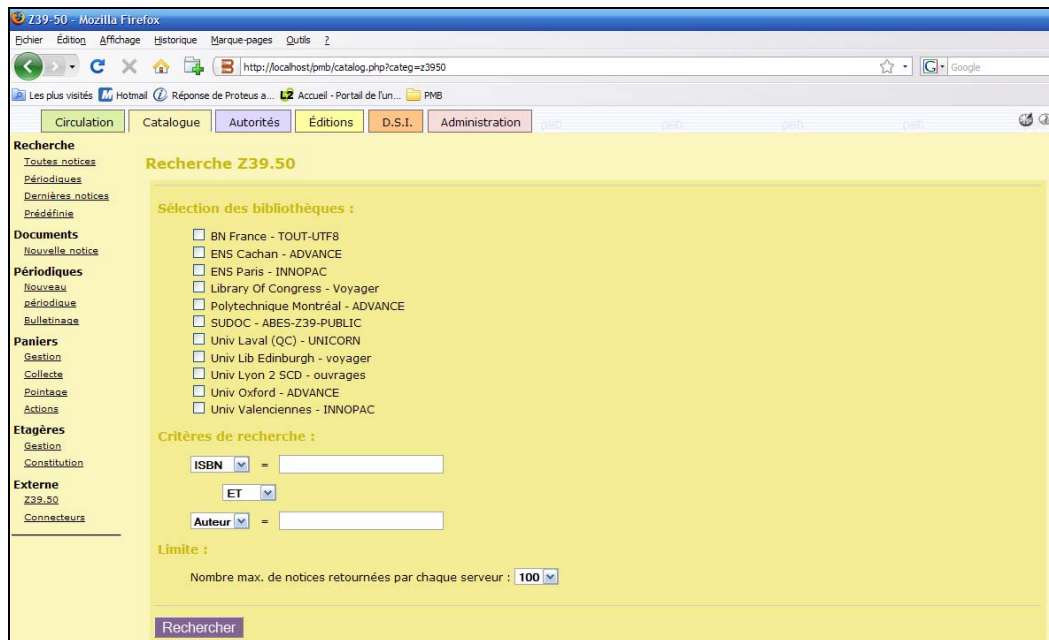 Z39-50 - Mozilla Firefox
Fichier Édition Affichage Historique Marque-pages Outils ?
http://localhost/pmb/catalog.php?categ=z3950
Google
Les plus visités Hotmail Réponse de Proteus a... Accueil - Portail de l'un... PMB
Circulation Catalogue Autorités Éditions D.S.I. Administration
Recherche
Toutes notices
Périodiques
Dernières notices
Prédéfinie
Documents
Nouvelle notice
Périodiques
Nouveau
périodique
Bulletinage
Paniers
Gestion
Collecte
Pointage
Actions
Etagères
Gestion
Constitution
Externe
Z39.50
Connecteurs
Recherche Z39.50
Sélection des bibliothèques :
BN France - TOUT-UTF8
ENS Cachan - ADVANCE
ENS Paris - INNOPAC
Library Of Congress - Voyager
Polytechnique Montréal - ADVANCE
SUDOC - ABES-Z39-PUBLIC
Univ Laval (QC) - UNICORN
Univ Lib Edinburgh - voyager
Univ Lyon 2 SCD - ouvrages
Univ Oxford - ADVANCE
Univ Valenciennes - INNOPAC
Critères de recherche :
ISBN =
ET
Auteur =
Limite :
Nombre max. de notices retournées par chaque serveur : 100
Rechercher